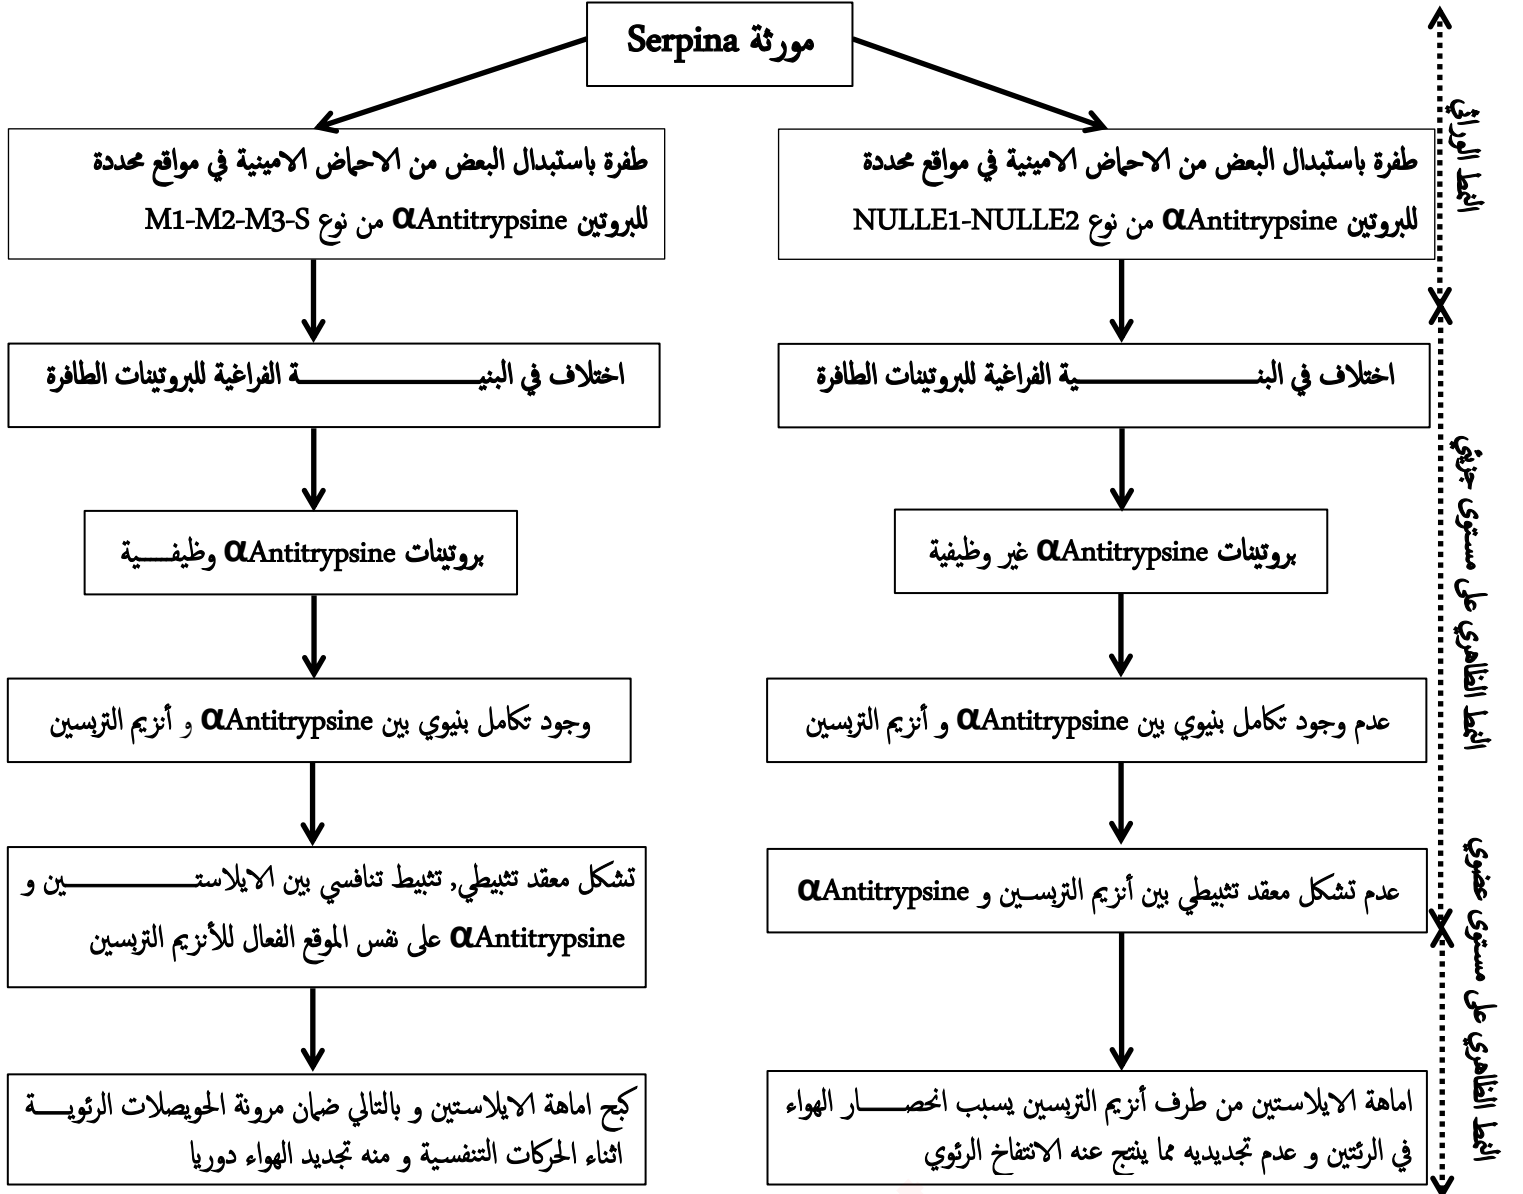 مورثة Serpina
طفرة باستبدال البعض من الاحماض الامينية في مواقع محددة
للبروتين αAntitrypsine من نوع NULLE1-NULLE2
اختلاف في البنـــــــــــــــــية الفراغية للبروتينات الطافرة
بروتينات αAntitrypsine غير وظيفية
عدم وجود تكامل بنيوي بين αAntitrypsine و أنزيم التربسين
عدم تشكل معقد تثبيطي بين أنزيم التربســين و αAntitrypsine
اماهة الايلاستين من طرف أنزيم التربسين يسبب انحصـــــار الهواء
في الرئتين و عدم تجديديه مما ينتج عنه الانتفاخ الرئوي
طفرة باستبدال البعض من الاحماض الامينية في مواقع محددة
للبروتين αAntitrypsine من نوع M1-M2-M3-S
اختلاف في البنيـــــــــــــــــة الفراغية للبروتينات الطافرة
بروتينات αAntitrypsine وظيفـــــية
وجود تكامل بنيوي بين αAntitrypsine و أنزيم التربسين
تشكل معقد تثبيطي, تثبيط تنافسي بين الايلاستـــــــــــــين و
αAntitrypsine على نفس الموقع الفعال للأنزيم التربسين
كبح اماهة الايلاستين و بالتالي ضمان مرونة الحويصلات الرئويـــــة
اثناء الحركات التنفسية و منه تجديد الهواء دوريا
النمط الوراثي
النمط الظاهري على مستوى جزيئي
النمط الظاهري على مستوى عضوي